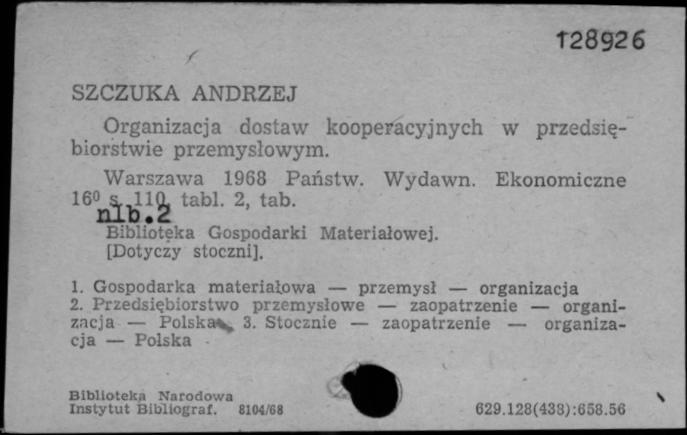 128926
SZCZUKA ANDRZEJ
Organizacja dostaw kooperacyjnych w przedsię-
biorstwie przemysłowym.
Warszawa 1968 Państw. Wydawn. Ekonomiczne
16⁰ s. 110, tabl. 2, tab.
nlb.2
Biblioteka Gospodarki Materiałowej.
[Dotyczy stoczni].
1. Gospodarka materiałowa — przemysł — organizacja
2. Przedsiębiorstwo przemysłowe — zaopatrzenie — organi-
zacja — Polska 3. Stocznie — zaopatrzenie — organiza-
cja — Polska
Biblioteka Narodowa
Instytut Bibliograf. 8104/68
629.128(438):658.56